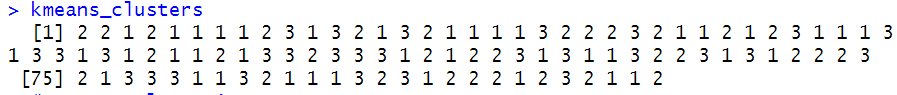 > kmeans_clusters
[1] 2 2 1 2 1 1 1 1 2 3 1 3 2 1 3 2 1 1 1 1 3 2 2 2 3 2 1 1 2 1 2 3 1 1 1 3
1 3 3 1 3 1 2 1 1 2 1 3 3 2 3 3 3 1 2 1 2 2 3 1 3 1 1 3 2 2 3 1 3 1 2 2 2 3
[75] 2 1 3 3 3 1 1 3 2 1 1 1 3 2 3 1 2 2 2 1 2 3 2 1 1 2